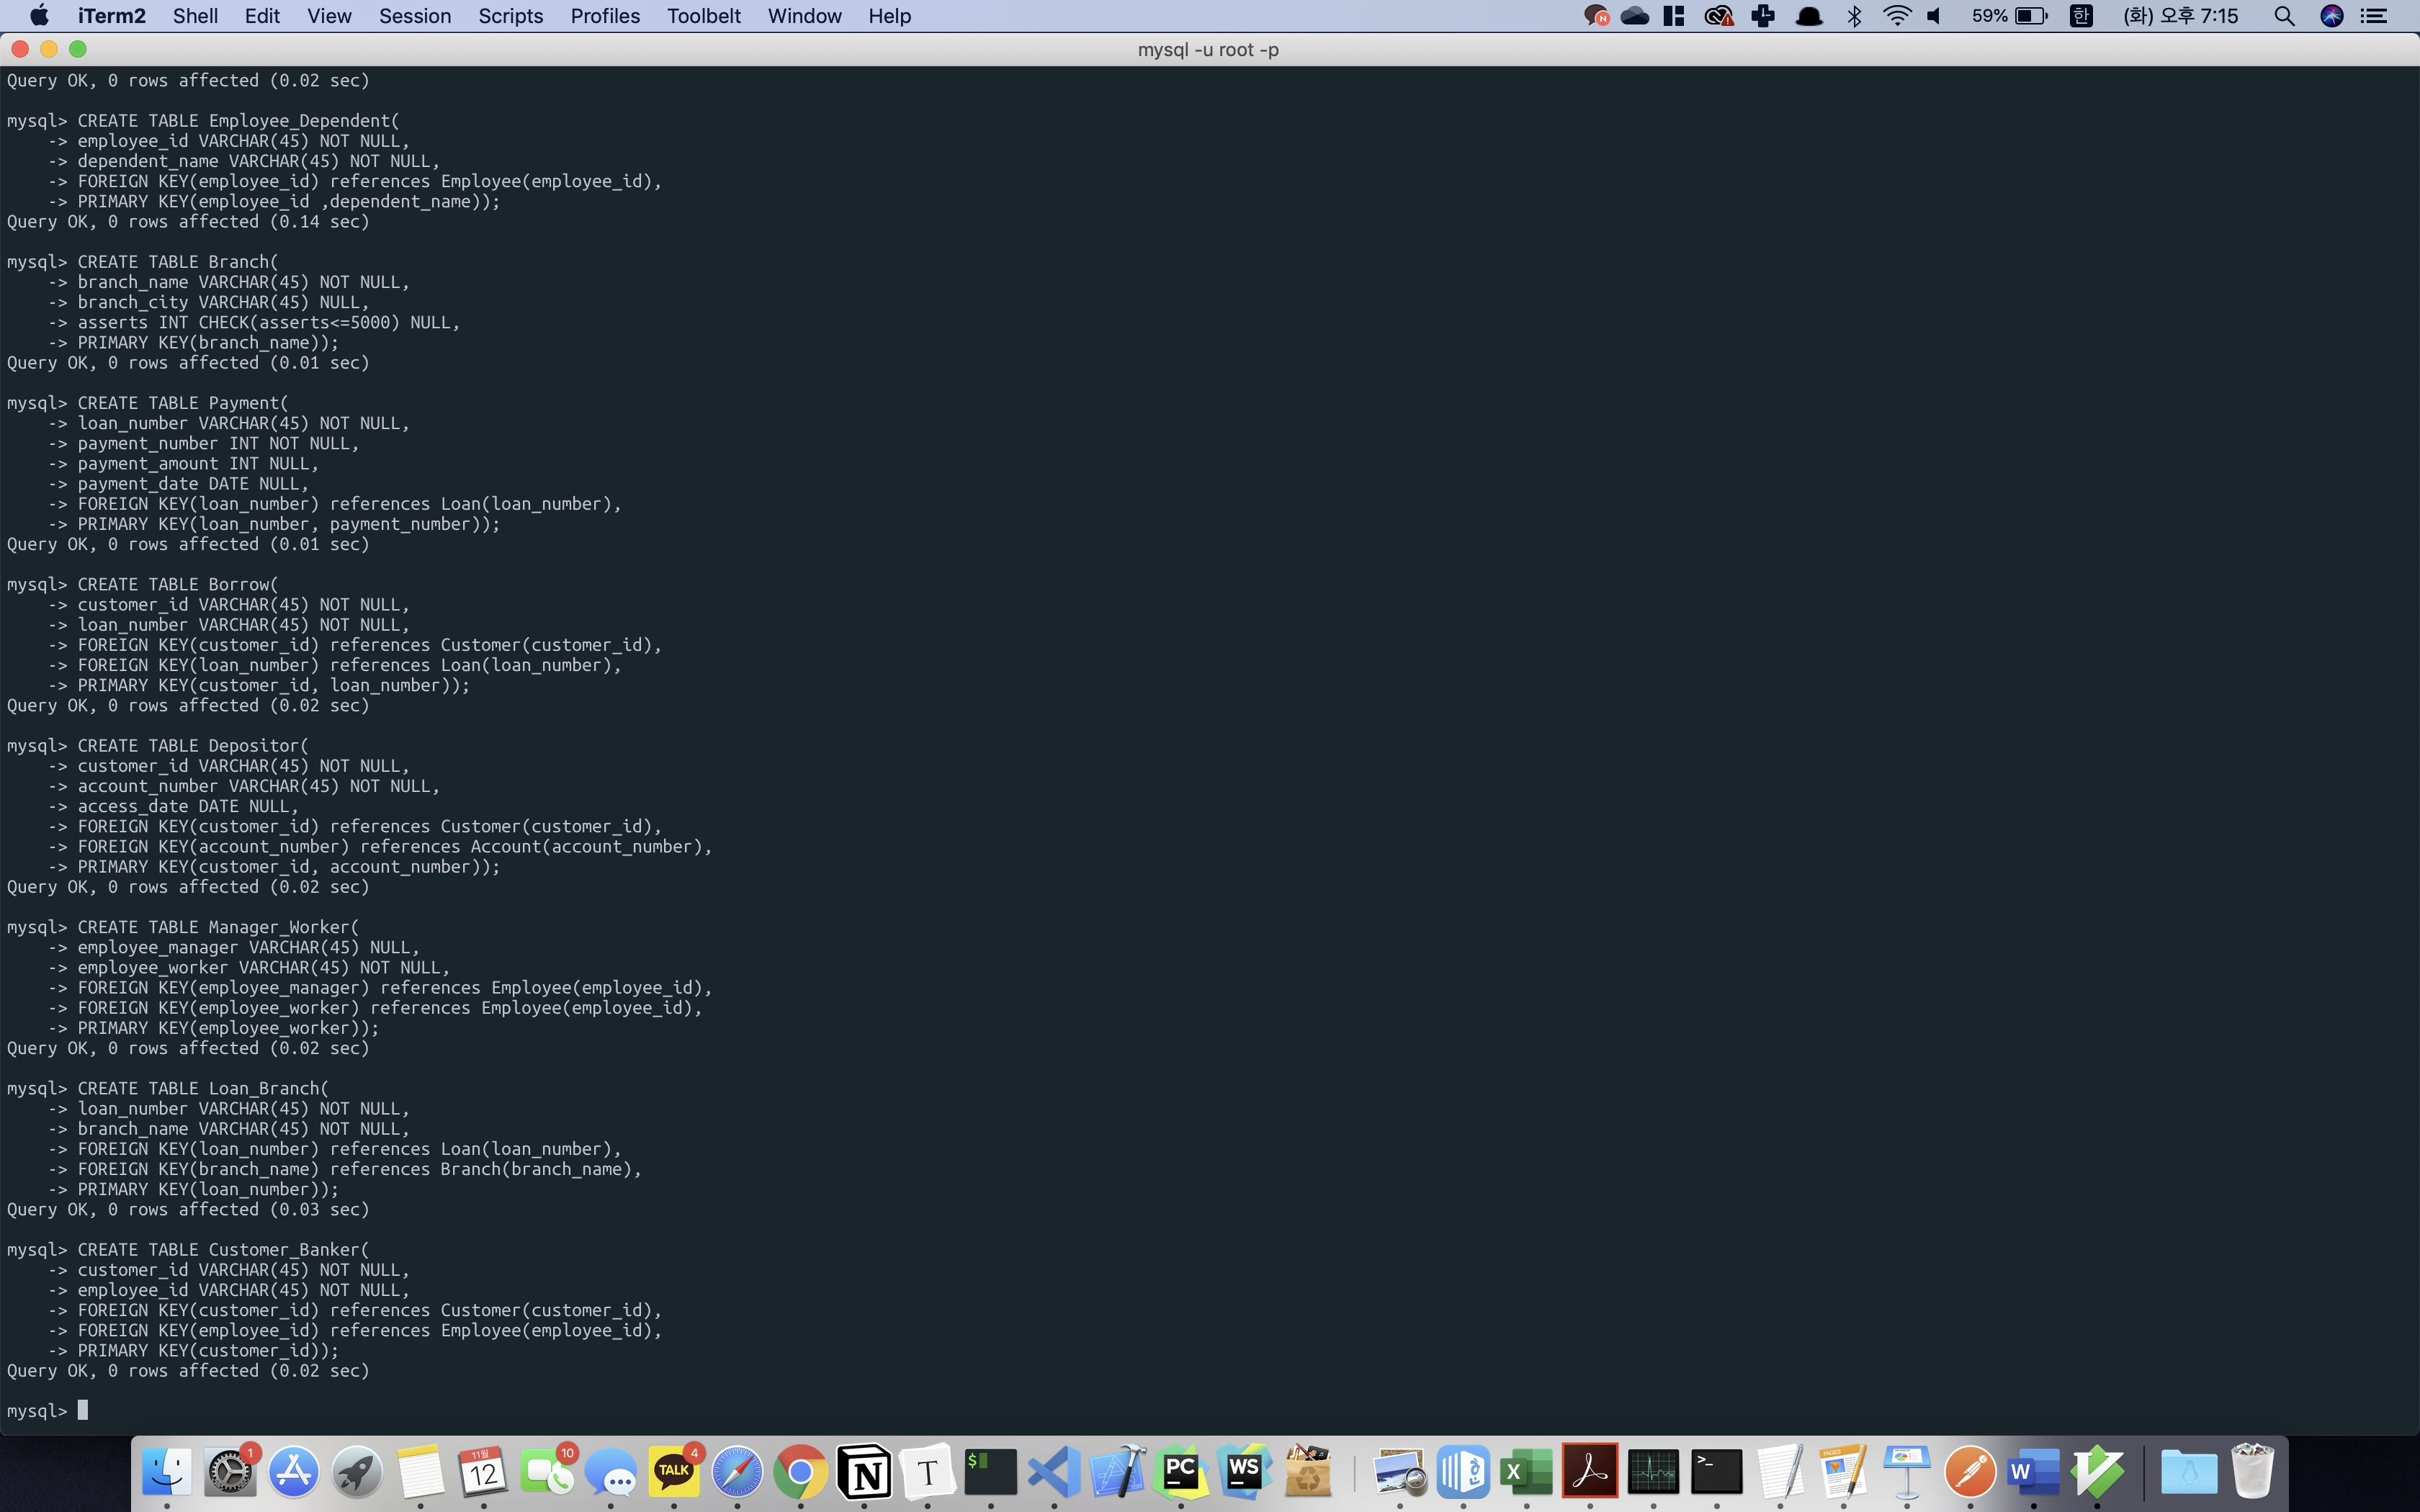 iTerm2 Shell Edit View Session Scripts Profiles Toolbelt Window Help N 59% 한 (화) 오후 7:15
mysql -u root -p
Query OK, 0 rows affected (0.02 sec)
mysql> CREATE TABLE Employee_Dependent(
-> employee_id VARCHAR(45) NOT NULL,
-> dependent_name VARCHAR(45) NOT NULL,
-> FOREIGN KEY(employee_id) references Employee(employee_id),
-> PRIMARY KEY(employee_id ,dependent_name));
Query OK, 0 rows affected (0.14 sec)
mysql> CREATE TABLE Branch(
-> branch_name VARCHAR(45) NOT NULL,
-> branch_city VARCHAR(45) NULL,
-> asserts INT CHECK(asserts<=5000) NULL,
-> PRIMARY KEY(branch_name));
Query OK, 0 rows affected (0.01 sec)
mysql> CREATE TABLE Payment(
-> loan_number VARCHAR(45) NOT NULL,
-> payment_number INT NOT NULL,
-> payment_amount INT NULL,
-> payment_date DATE NULL,
-> FOREIGN KEY(loan_number) references Loan(loan_number),
-> PRIMARY KEY(loan_number, payment_number));
Query OK, 0 rows affected (0.01 sec)
mysql> CREATE TABLE Borrow(
-> customer_id VARCHAR(45) NOT NULL,
-> loan_number VARCHAR(45) NOT NULL,
-> FOREIGN KEY(customer_id) references Customer(customer_id),
-> FOREIGN KEY(loan_number) references Loan(loan_number),
-> PRIMARY KEY(customer_id, loan_number));
Query OK, 0 rows affected (0.02 sec)
mysql> CREATE TABLE Depositor(
-> customer_id VARCHAR(45) NOT NULL,
-> account_number VARCHAR(45) NOT NULL,
-> access_date DATE NULL,
-> FOREIGN KEY(customer_id) references Customer(customer_id),
-> FOREIGN KEY(account_number) references Account(account_number),
-> PRIMARY KEY(customer_id, account_number));
Query OK, 0 rows affected (0.02 sec)
mysql> CREATE TABLE Manager_Worker(
-> employee_manager VARCHAR(45) NULL,
-> employee_worker VARCHAR(45) NOT NULL,
-> FOREIGN KEY(employee_manager) references Employee(employee_id),
-> FOREIGN KEY(employee_worker) references Employee(employee_id),
-> PRIMARY KEY(employee_worker));
Query OK, 0 rows affected (0.02 sec)
mysql> CREATE TABLE Loan_Branch(
-> loan_number VARCHAR(45) NOT NULL,
-> branch_name VARCHAR(45) NOT NULL,
-> FOREIGN KEY(loan_number) references Loan(loan_number),
-> FOREIGN KEY(branch_name) references Branch(branch_name),
-> PRIMARY KEY(loan_number));
Query OK, 0 rows affected (0.03 sec)
mysql> CREATE TABLE Customer_Banker(
-> customer_id VARCHAR(45) NOT NULL,
-> employee_id VARCHAR(45) NOT NULL,
-> FOREIGN KEY(customer_id) references Customer(customer_id),
-> FOREIGN KEY(employee_id) references Employee(employee_id),
-> PRIMARY KEY(customer_id));
Query OK, 0 rows affected (0.02 sec)
mysql>
1 11월 12 10 TALK 4 N T $ PC WS X >_ PAGES W